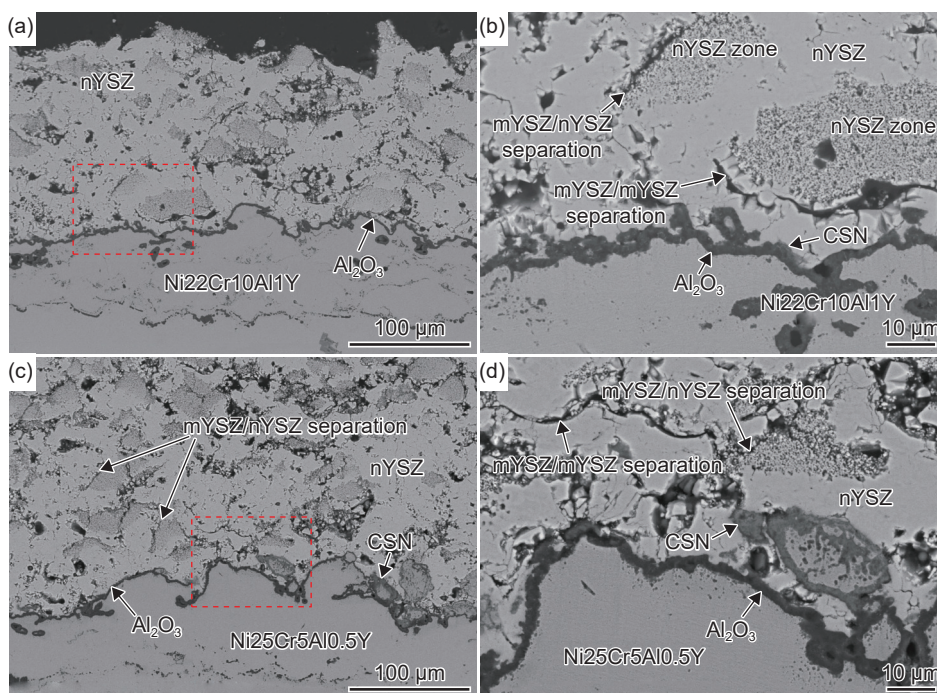 (a)
nYSZ
Al₂O₃
Ni22Cr10Al1Y
100 µm
(b)
nYSZ zone
nYSZ
mYSZ/nYSZ
separation
nYSZ zone
mYSZ/mYSZ
separation
CSN
Al₂O₃
Ni22Cr10Al1Y
10 µm
(c)
mYSZ/nYSZ separation
nYSZ
CSN
Al₂O₃
Ni25Cr5Al0.5Y
100 µm
(d)
mYSZ/nYSZ separation
mYSZ/mYSZ separation
nYSZ
CSN
Al₂O₃
Ni25Cr5Al0.5Y
10 µm